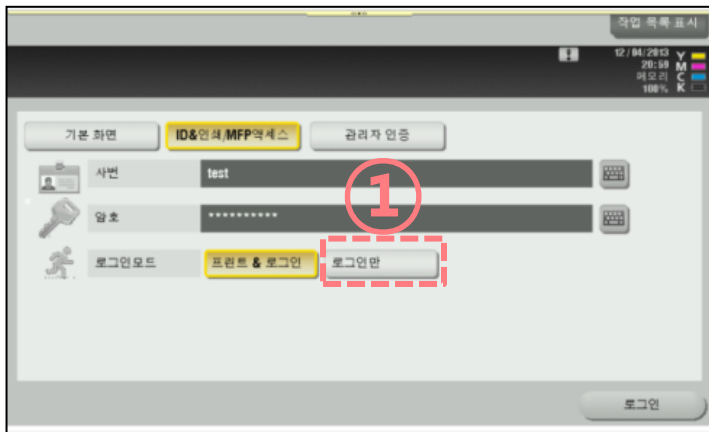 작업 목록 표시
12/04/2013
20:59
메모리
100%
Y
M
C
K
기본 화면
ID&인쇄/MFP액세스
관리자 인증
사번
test
암호
**********
①
로그인모드
프린트 & 로그인
로그인만
로그인